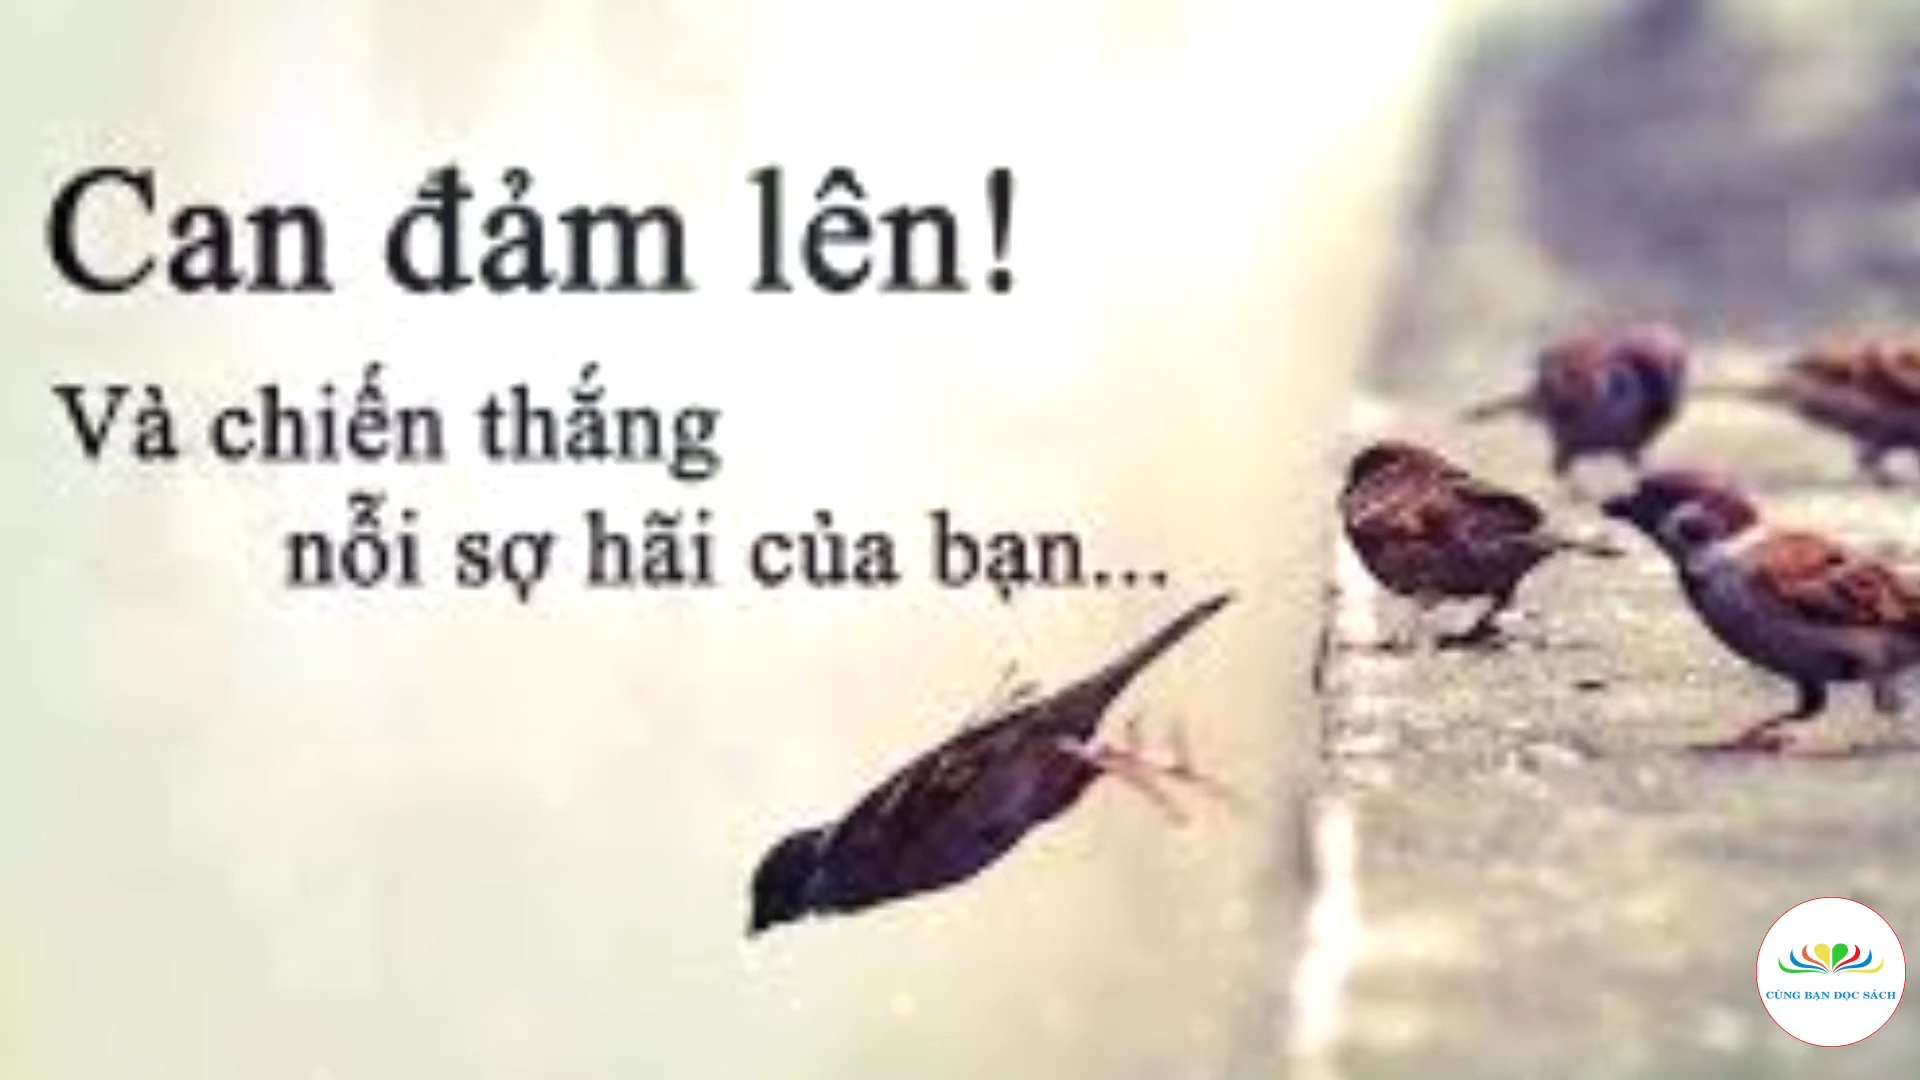 Can đảm lên!
Và chiến thắng
nỗi sợ hãi của bạn...
CÙNG BẠN ĐỌC SÁCH